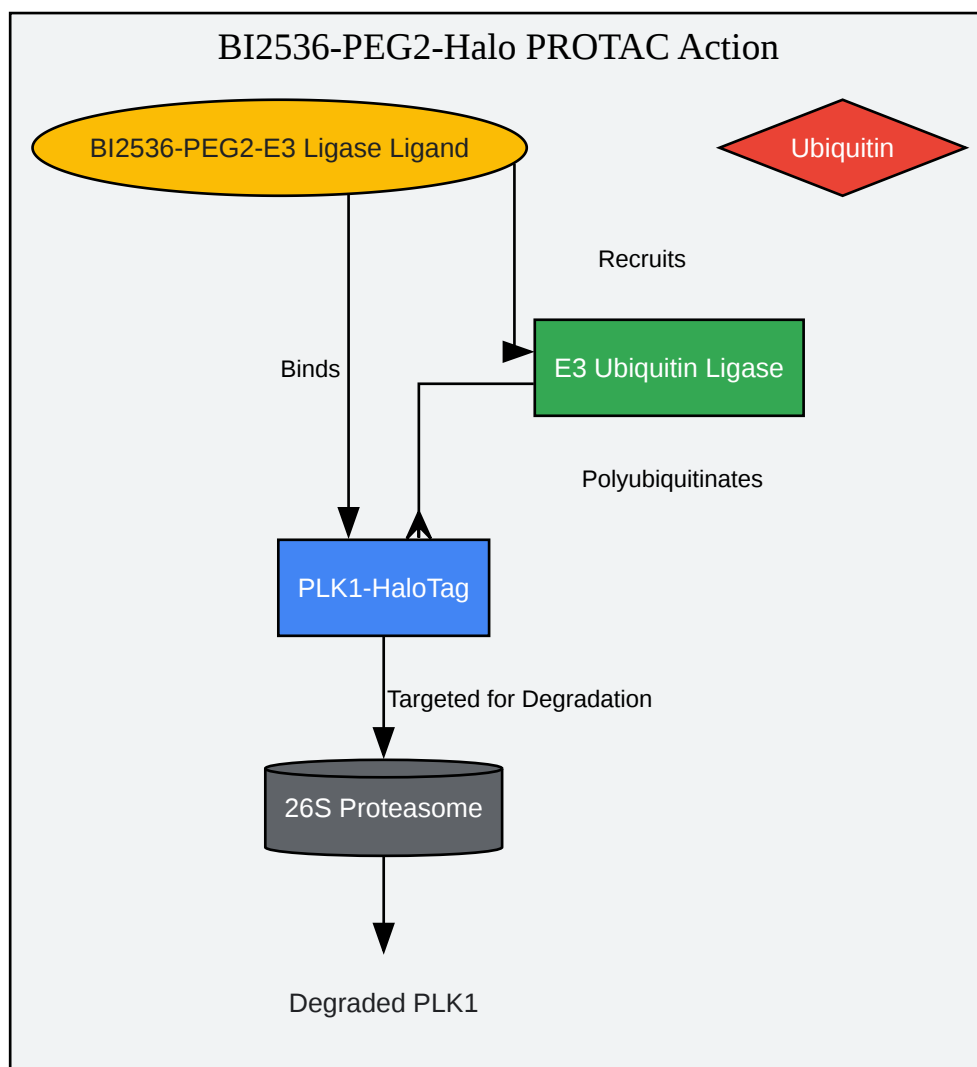 BI2536-PEG2-Halo PROTAC Action
BI2536-PEG2-E3 Ligase Ligand
Ubiquitin
Recruits
Binds
E3 Ubiquitin Ligase
Polyubiquitinates
PLK1-HaloTag
Targeted for Degradation
26S Proteasome
Degraded PLK1